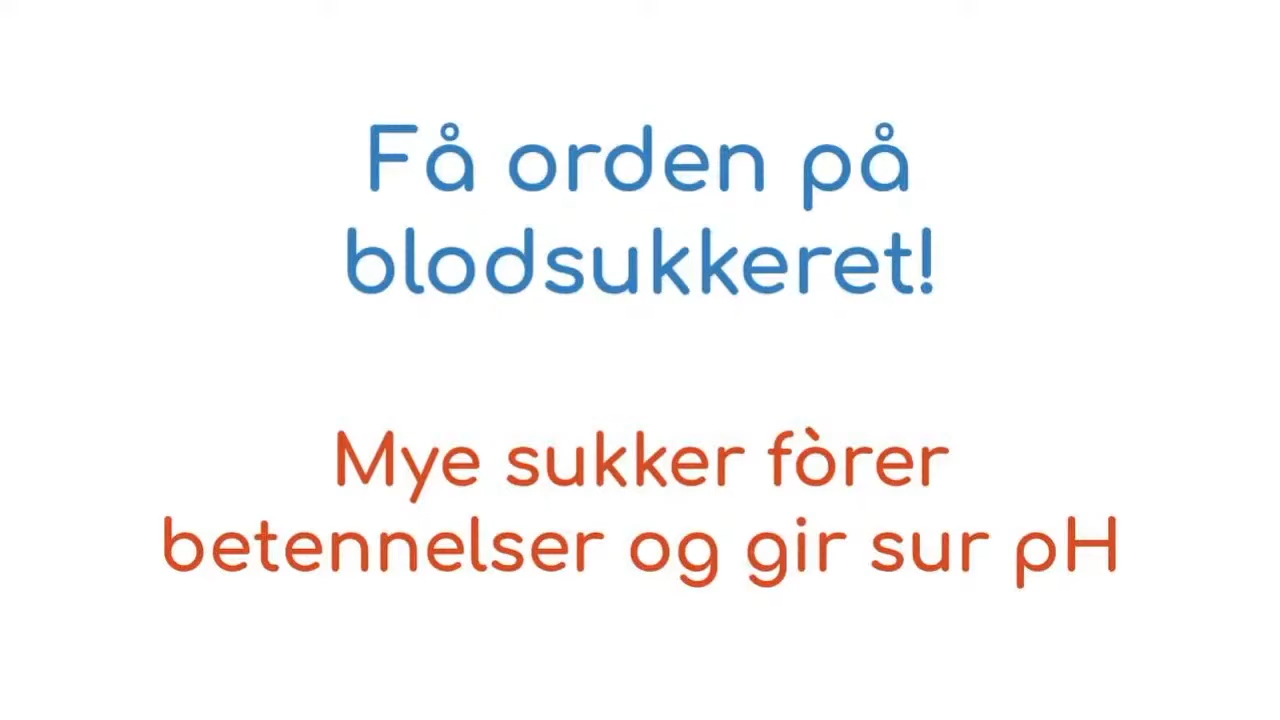 Få orden på
blodsukkeret!
Mye sukker fòrer
betennelser og gir sur pH